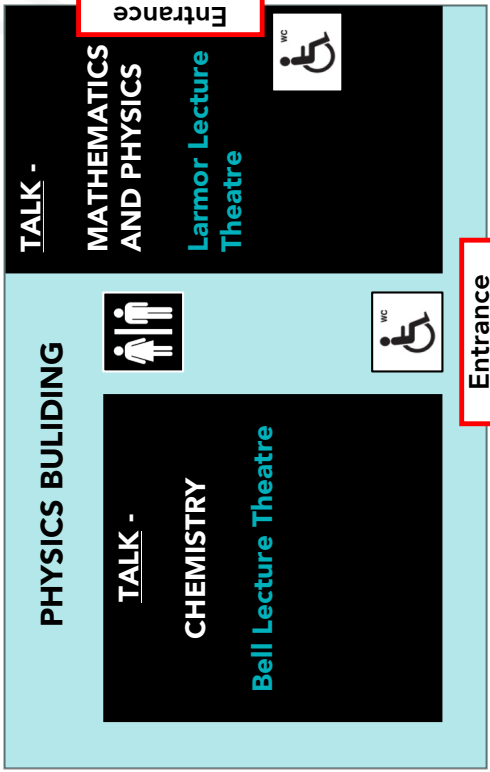 PHYSICS BULIDING
TALK -
CHEMISTRY
Bell Lecture Theatre
TALK -
MATHEMATICS
AND PHYSICS
Larmor Lecture
Theatre
WC
WC
Entrance
Entrance